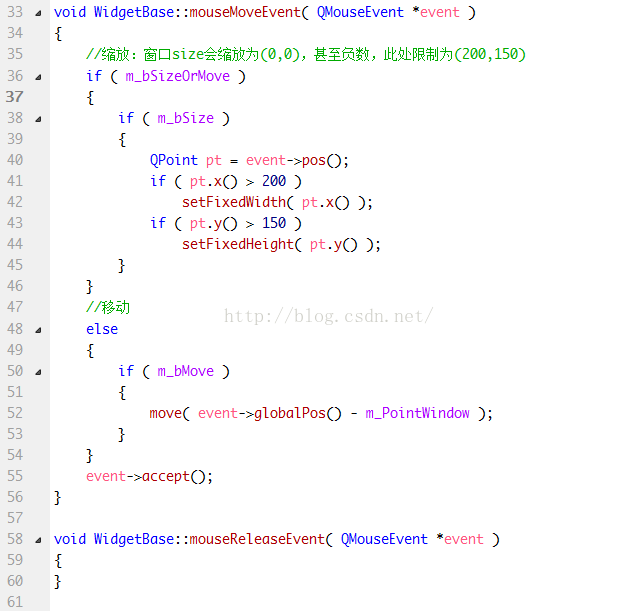 33 void WidgetBase::mouseMoveEvent( QMouseEvent *event )
34 {
35 //缩放：窗口size会缩放为(0,0)，甚至负数，此处限制为(200,150)
36 if ( m_bSizeOrMove )
37 {
38 if ( m_bSize )
39 {
40 QPoint pt = event->pos();
41 if ( pt.x() > 200 )
42 setFixedWidth( pt.x() );
43 if ( pt.y() > 150 )
44 setFixedHeight( pt.y() );
45 }
46 }
47 //移动
http://blog.csdn.net/
48 else
49 {
50 if ( m_bMove )
51 {
52 move( event->globalPos() - m_PointWindow );
53 }
54 }
55 event->accept();
56 }
57
58 void WidgetBase::mouseReleaseEvent( QMouseEvent *event )
59 {
60 }
61